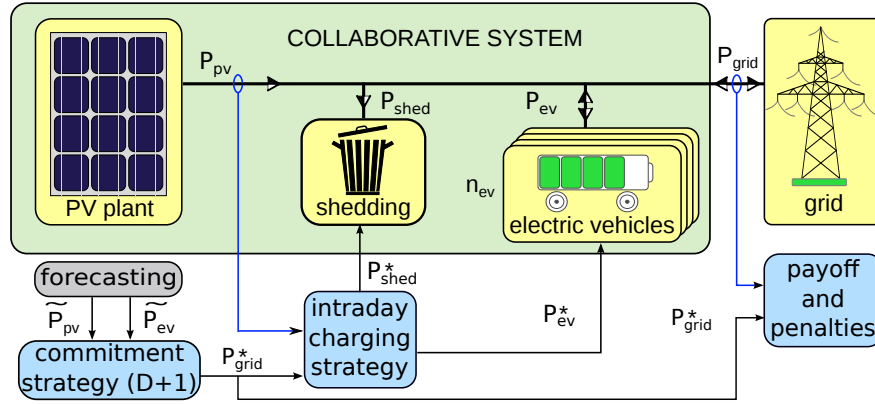 COLLABORATIVE SYSTEM
P_pv
P_shed
P_ev
P_grid
PV plant
shedding
n_ev
electric vehicles
grid
forecasting
P̃_pv
P̃_ev
commitment
strategy (D+1)
P*_grid
P*_shed
intraday
charging
strategy
P*_ev
P*_grid
payoff
and
penalties